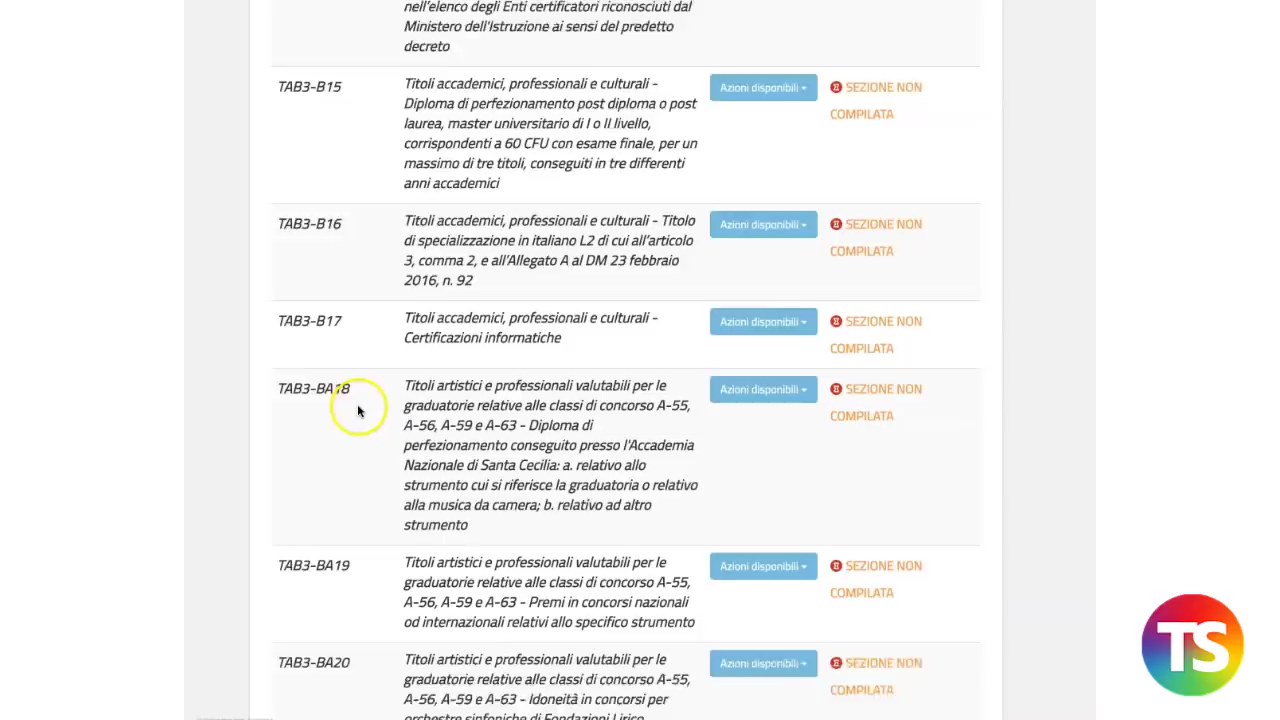 nell'elenco degli Enti certificatori riconosciuti dal
Ministero dell'Istruzione ai sensi del predetto
decreto
TAB3-B15
Titoli accademici, professionali e culturali -
Diploma di perfezionamento post diploma o post
laurea, master universitario di I o II livello,
corrispondenti a 60 CFU con esame finale, per un
massimo di tre titoli, conseguiti in tre differenti
anni accademici
Azioni disponibili
SEZIONE NON
COMPILATA
TAB3-B16
Titoli accademici, professionali e culturali - Titolo
di specializzazione in italiano L2 di cui all'articolo
3, comma 2, e all'Allegato A al DM 23 febbraio
2016, n. 92
Azioni disponibili
SEZIONE NON
COMPILATA
TAB3-B17
Titoli accademici, professionali e culturali -
Certificazioni informatiche
Azioni disponibili
SEZIONE NON
COMPILATA
TAB3-BA18
Titoli artistici e professionali valutabili per le
graduatorie relative alle classi di concorso A-55,
A-56, A-59 e A-63 - Diploma di
perfezionamento conseguito presso l'Accademia
Nazionale di Santa Cecilia: a. relativo allo
strumento cui si riferisce la graduatoria o relativo
alla musica da camera; b. relativo ad altro
strumento
Azioni disponibili
SEZIONE NON
COMPILATA
TAB3-BA19
Titoli artistici e professionali valutabili per le
graduatorie relative alle classi di concorso A-55,
A-56, A-59 e A-63 - Premi in concorsi nazionali
od internazionali relativi allo specifico strumento
Azioni disponibili
SEZIONE NON
COMPILATA
TAB3-BA20
Titoli artistici e professionali valutabili per le
graduatorie relative alle classi di concorso A-55,
A-56, A-59 e A-63 - Idoneità in concorsi per
orchestre sinfoniche di Fondazioni Lirico
Azioni disponibili
SEZIONE NON
COMPILATA
TS